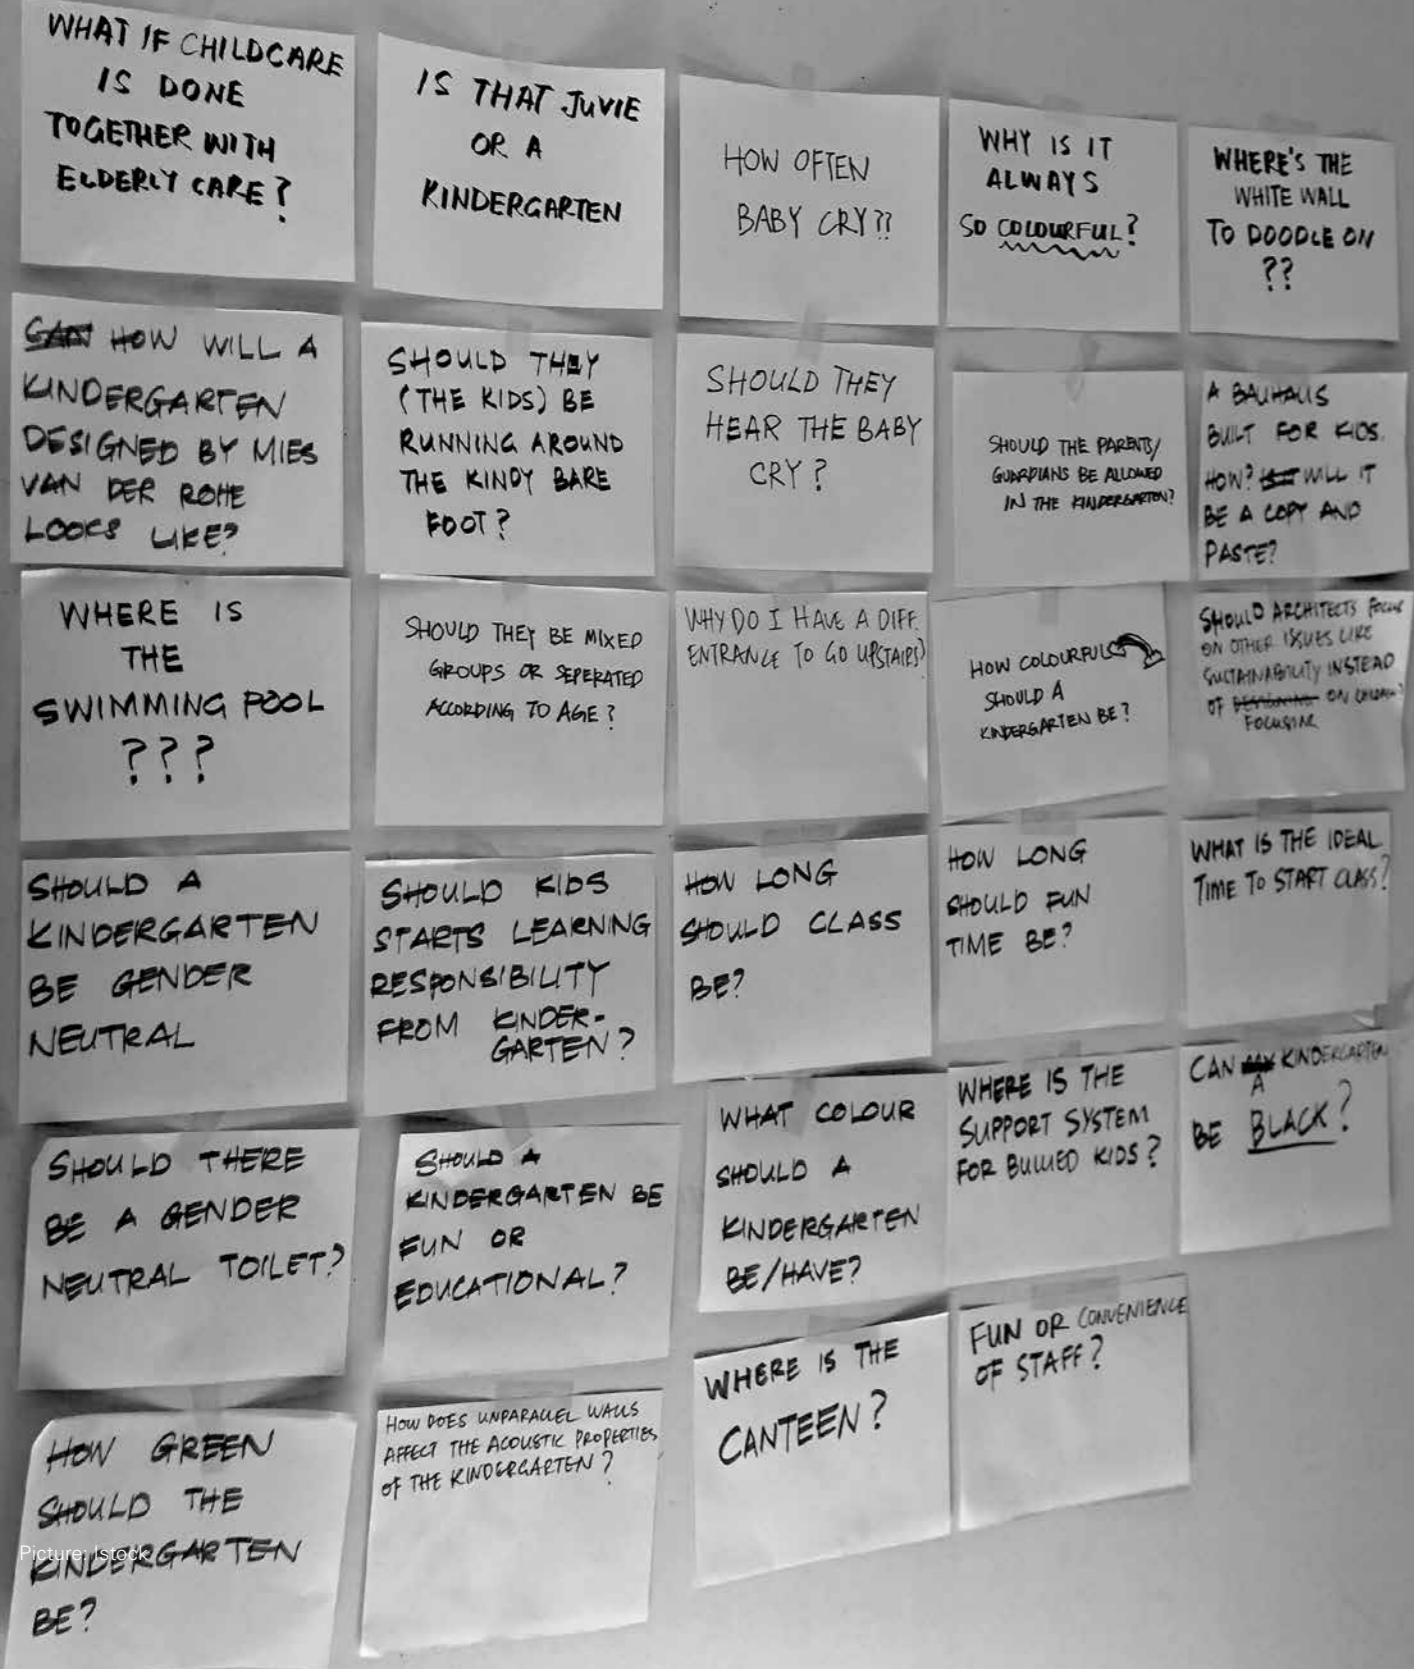 WHAT IF CHILDCARE
IS DONE
TOGETHER WITH
ELDERLY CARE?
IS THAT JUVIE
OR A
KINDERGARTEN
HOW OFTEN
BABY CRY??
WHY IS IT
ALWAYS
SO COLOURFUL?
WHERE'S THE
WHITE WALL
TO DOODLE ON
??
CAN HOW WILL A
KINDERGARTEN
DESIGNED BY MIES
VAN DER ROHE
LOOKS LIKE?
SHOULD THEY
(THE KIDS) BE
RUNNING AROUND
THE KINDY BARE
FOOT?
SHOULD THEY
HEAR THE BABY
CRY?
SHOULD THE PARENTS/
GUARDIANS BE ALLOWED
IN THE KINDERGARTEN?
A BAUHAUS
BUILT FOR KIDS.
HOW? WILL IT
BE A COPY AND
PASTE?
WHERE IS
THE
SWIMMING POOL
???
SHOULD THEY BE MIXED
GROUPS OR SEPERATED
ACCORDING TO AGE?
WHY DO I HAVE A DIFF.
ENTRANCE TO GO UPSTAIRS?
HOW COLOURFUL
SHOULD A
KINDERGARTEN BE?
SHOULD ARCHITECTS FOCUS
ON OTHER ISSUES LIKE
SUSTAINABILITY INSTEAD
OF DESIGNING ON
FOCUSING
SHOULD A
KINDERGARTEN
BE GENDER
NEUTRAL
SHOULD KIDS
STARTS LEARNING
RESPONSIBILITY
FROM KINDER-
GARTEN?
HOW LONG
SHOULD CLASS
BE?
HOW LONG
SHOULD FUN
TIME BE?
WHAT IS THE IDEAL
TIME TO START CLASS?
SHOULD THERE
BE A GENDER
NEUTRAL TOILET?
SHOULD A
KINDERGARTEN BE
FUN OR
EDUCATIONAL?
WHAT COLOUR
SHOULD A
KINDERGARTEN
BE/HAVE?
WHERE IS THE
SUPPORT SYSTEM
FOR BULLIED KIDS?
CAN KINDERGARTEN
A
BE BLACK?
HOW GREEN
SHOULD THE
KINDERGARTEN
BE?
HOW DOES UNPARALLEL WALLS
AFFECT THE ACOUSTIC PROPERTIES
OF THE KINDERGARTEN?
WHERE IS THE
CANTEEN?
FUN OR CONVENIENCE
OF STAFF?
Picture: Istock